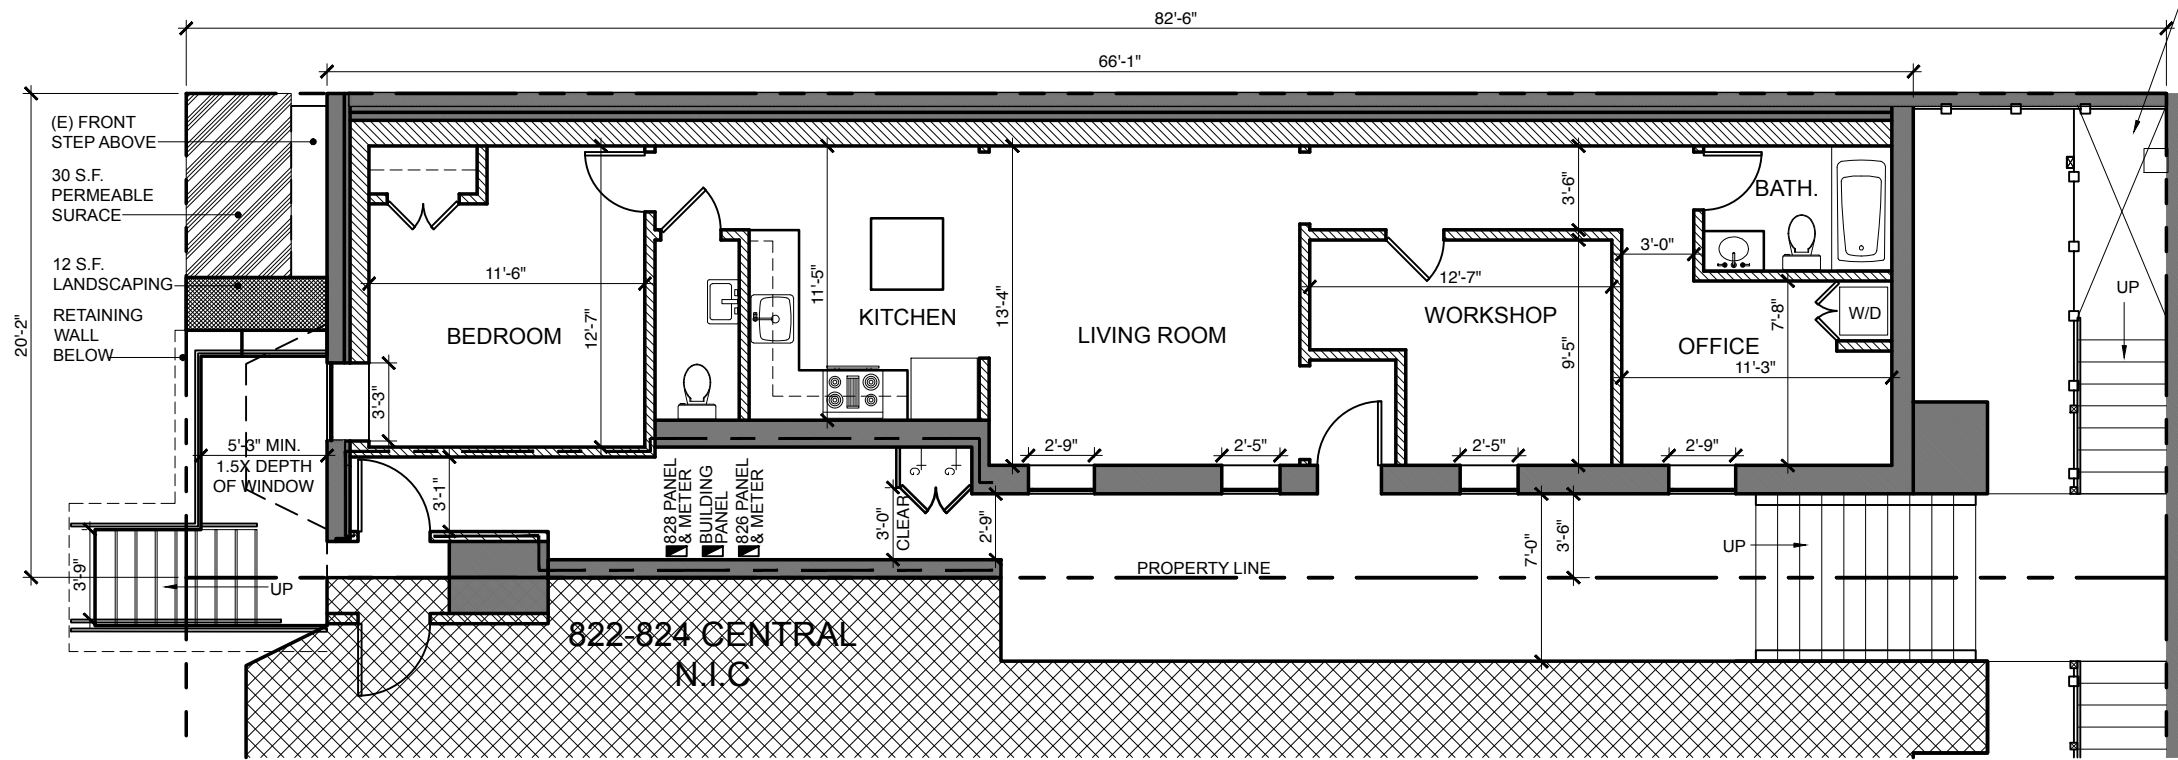 82'-6"
66'-1"
(E) FRONT
STEP ABOVE
30 S.F.
PERMEABLE
SURACE
12 S.F.
LANDSCAPING
RETAINING
WALL
BELOW
20'-2"
11'-6"
BEDROOM
12'-7"
3'-3"
5'-3" MIN.
1.5X DEPTH
OF WINDOW
3'-9"
UP
3'-1"
11'-5"
KITCHEN
13'-4"
LIVING ROOM
3'-6"
12'-7"
WORKSHOP
9'-5"
3'-0"
BATH.
7'-8"
W/D
OFFICE
11'-3"
UP
2'-9"
2'-5"
2'-5"
2'-9"
828 PANEL
& METER
BUILDING
PANEL
826 PANEL
& METER
G
G
3'-0"
CLEAR
2'-9"
PROPERTY LINE
7'-0"
3'-6"
UP
822-824 CENTRAL
N.I.C